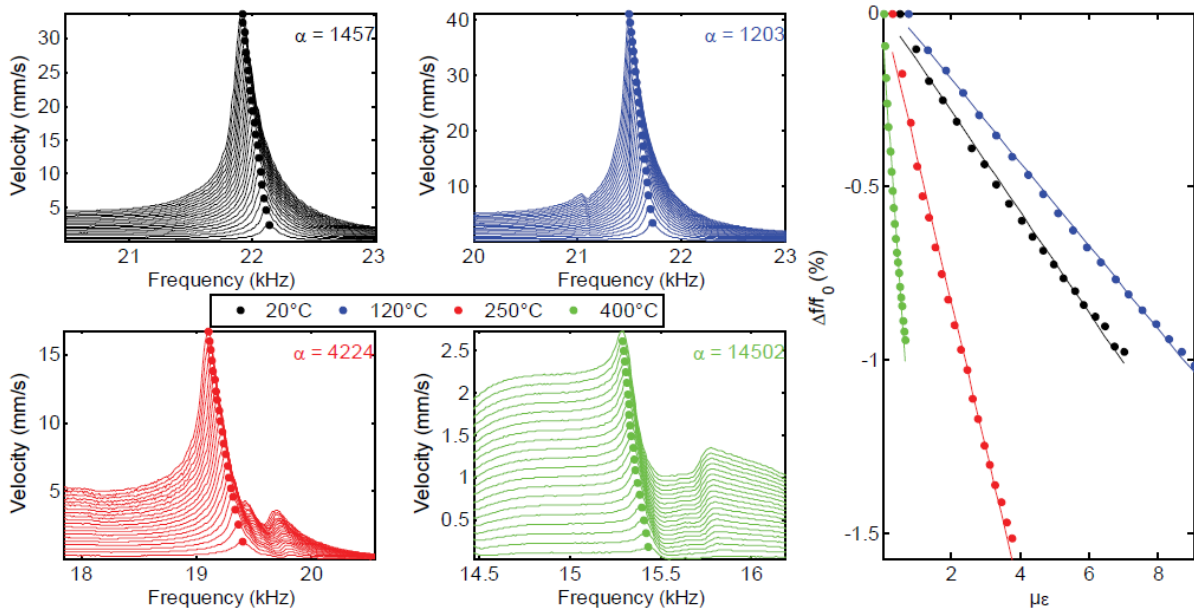 α = 1457
30
25
20
15
10
5
Velocity (mm/s)
21
22
23
Frequency (kHz)
α = 1203
40
30
20
10
Velocity (mm/s)
20
21
22
23
Frequency (kHz)
20°C
120°C
250°C
400°C
α = 4224
15
10
5
Velocity (mm/s)
18
19
20
Frequency (kHz)
α = 14502
2.5
2
1.5
1
0.5
Velocity (mm/s)
14.5
15
15.5
16
Frequency (kHz)
0
-0.5
-1
-1.5
Δf/f0 (%)
2
4
6
8
με